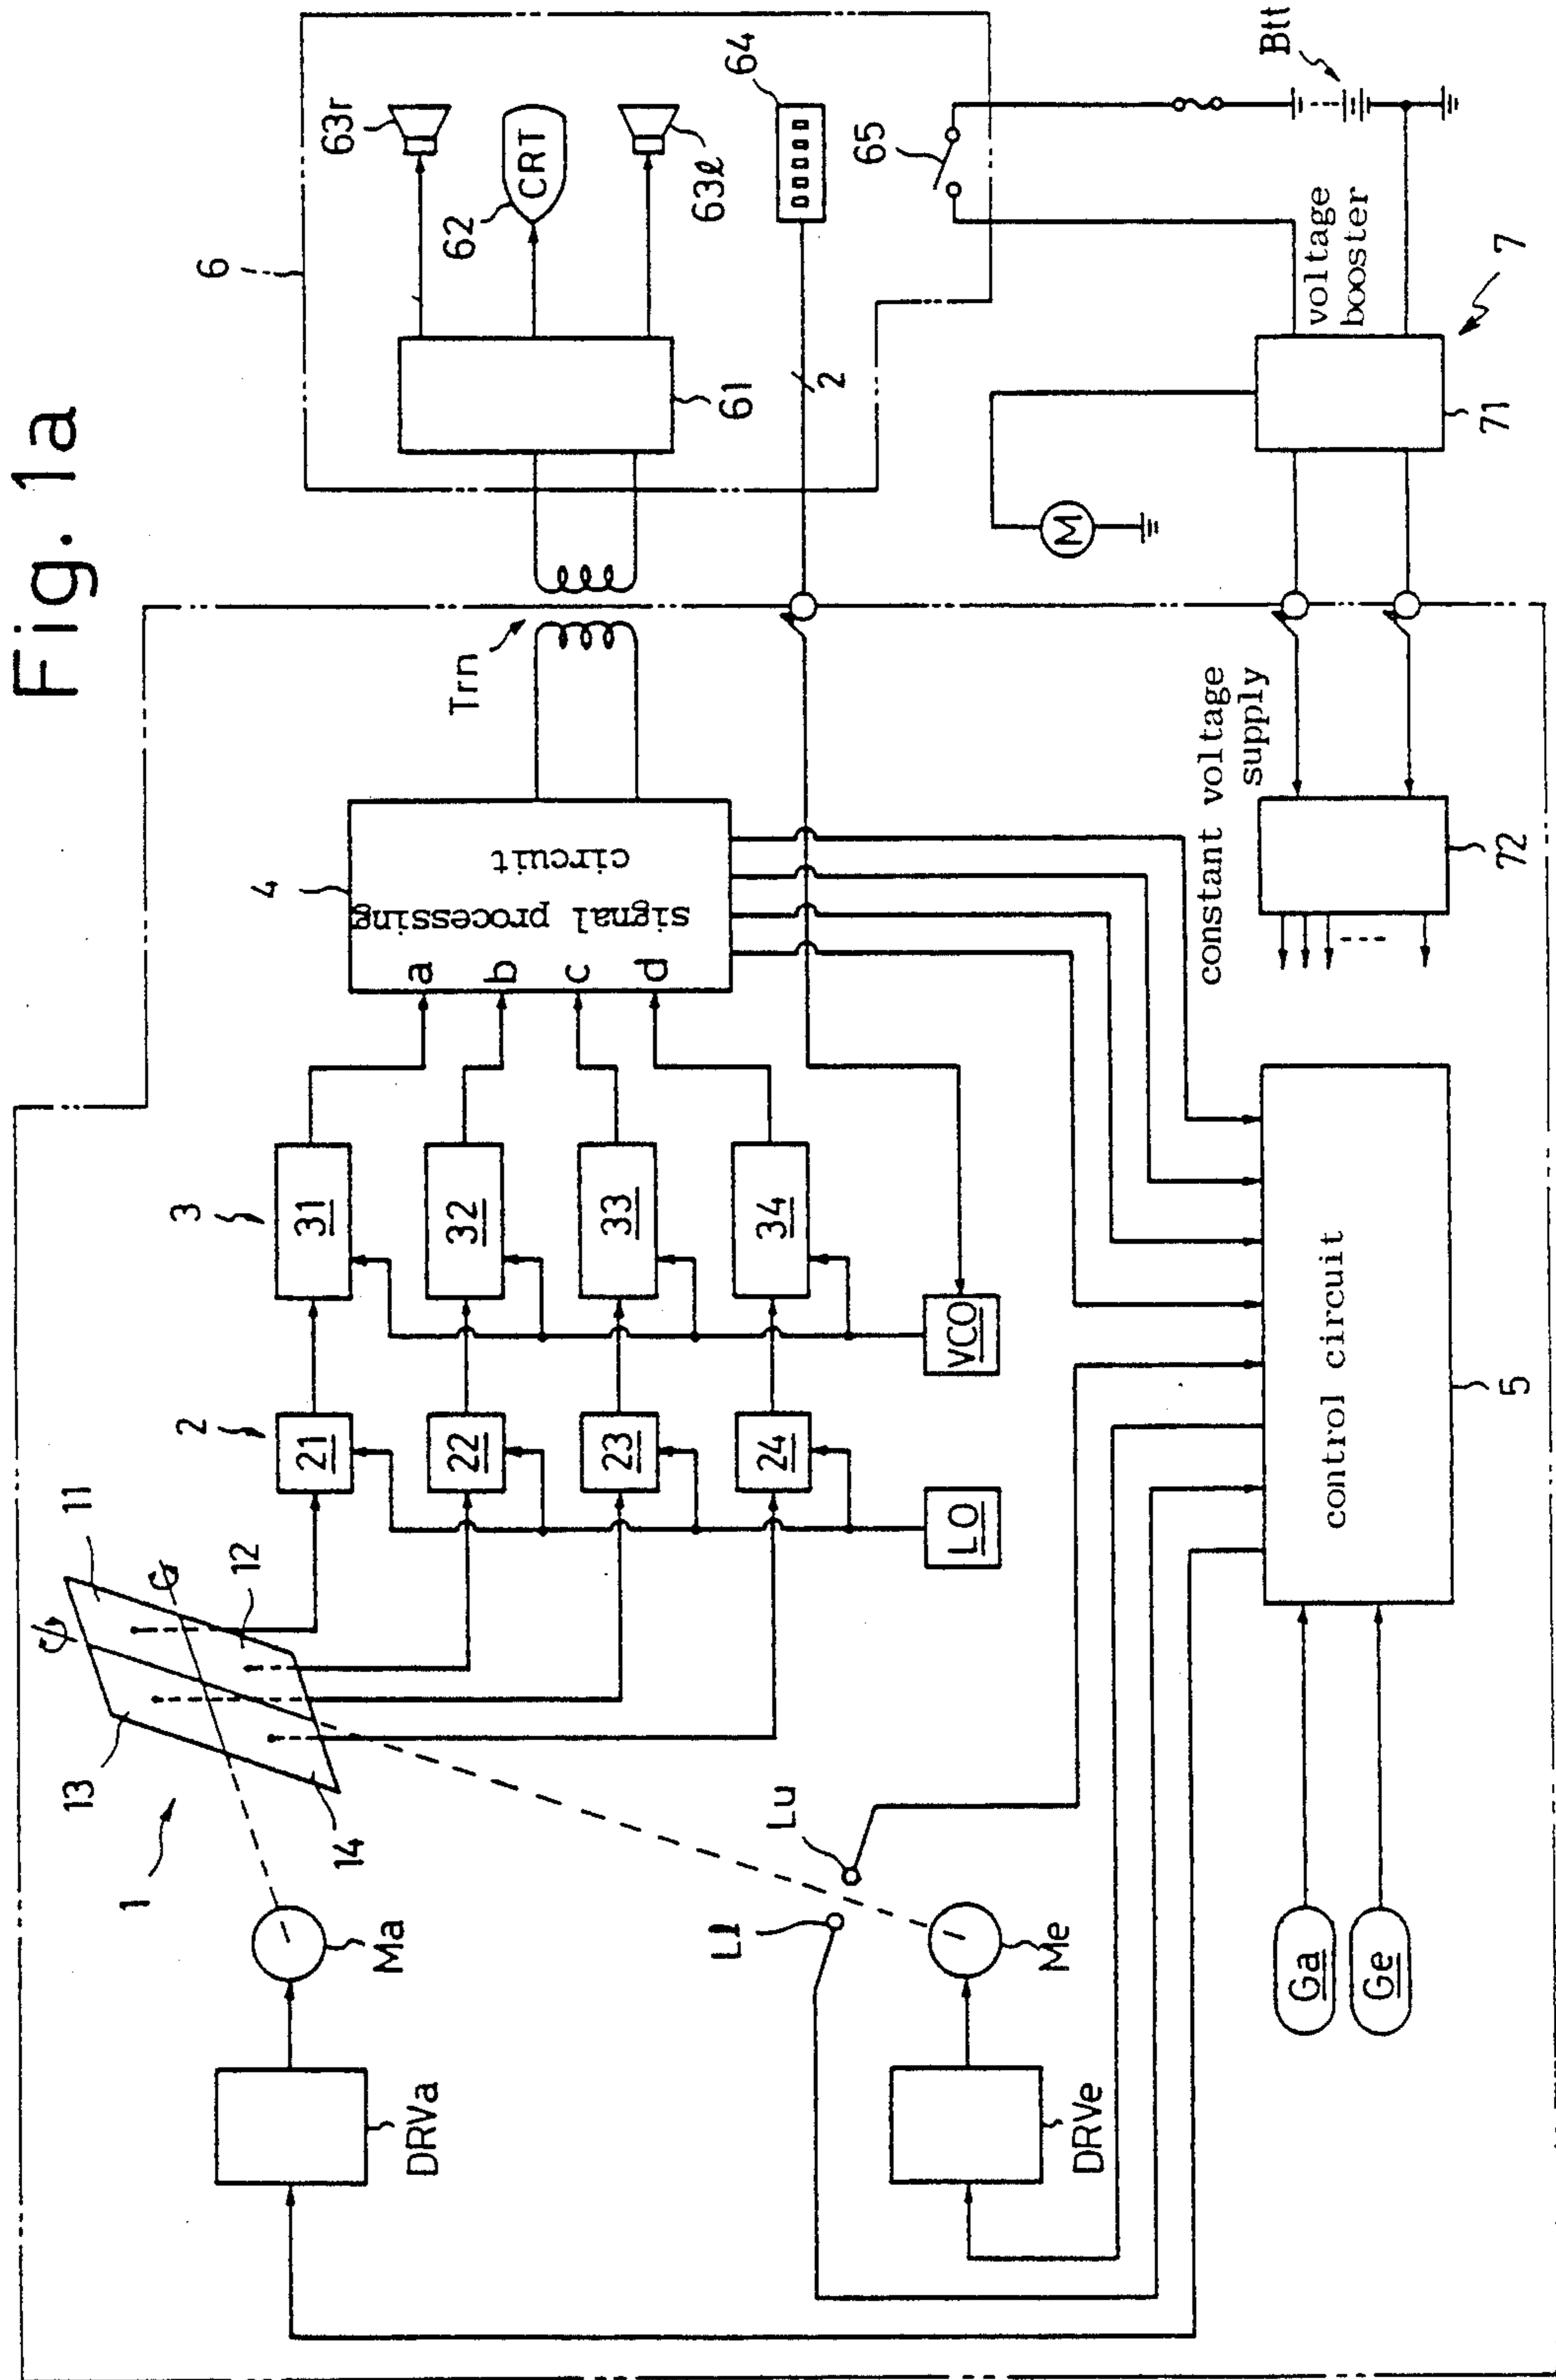 Fig. 1a
6
63r
62
CRT
63ℓ
64
65
61
2
Btt
voltage
booster
7
71
M
Trn
constant voltage
supply
72
4
signal processing
circuit
a
b
c
d
3
31
32
33
34
VCO
2
21
22
23
24
LO
11
12
13
14
1
Ma
DRVa
Lu
Lℓ
Me
DRVe
control circuit
5
Ga
Ge